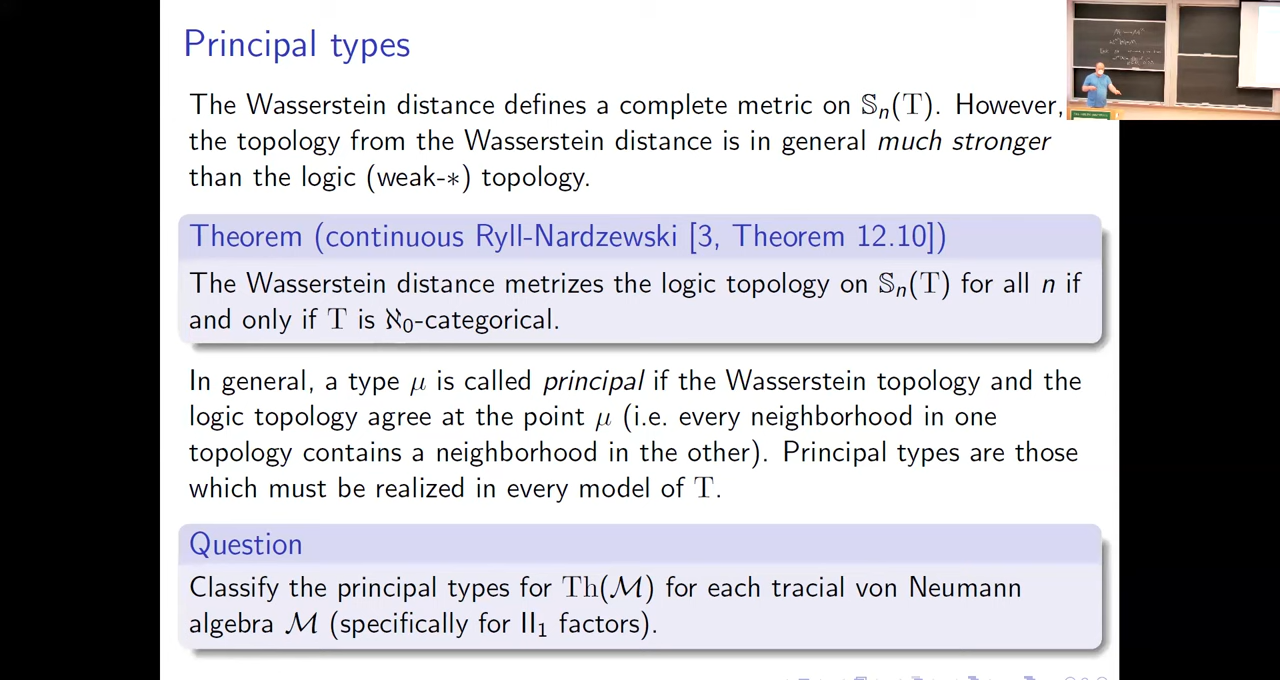 Principal types
The Wasserstein distance defines a complete metric on 𝕊ₙ(T). However,
the topology from the Wasserstein distance is in general much stronger
than the logic (weak-∗) topology.
Theorem (continuous Ryll-Nardzewski [3, Theorem 12.10])
The Wasserstein distance metrizes the logic topology on 𝕊ₙ(T) for all n if
and only if T is ℵ₀-categorical.
In general, a type μ is called principal if the Wasserstein topology and the
logic topology agree at the point μ (i.e. every neighborhood in one
topology contains a neighborhood in the other). Principal types are those
which must be realized in every model of T.
Question
Classify the principal types for Th(ℳ) for each tracial von Neumann
algebra ℳ (specifically for II₁ factors).